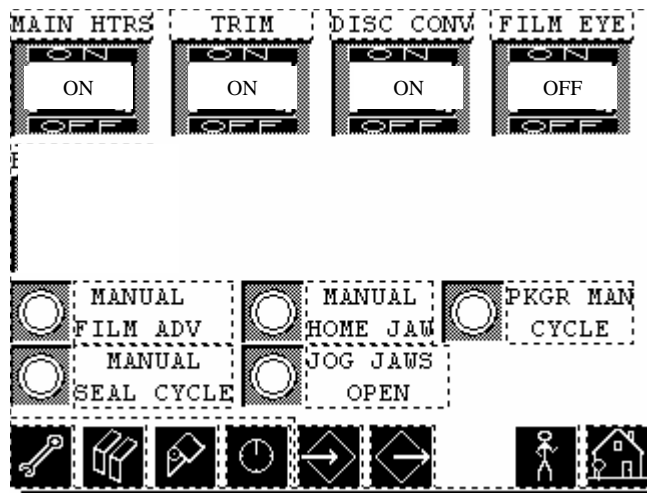 MAIN HTRS TRIM DISC CONV FILM EYE
ON ON ON ON
ON ON ON OFF
OFF OFF OFF OFF
MANUAL
FILM ADV
MANUAL
HOME JAW
PKGR MAN
CYCLE
MANUAL
SEAL CYCLE
JOG JAWS
OPEN